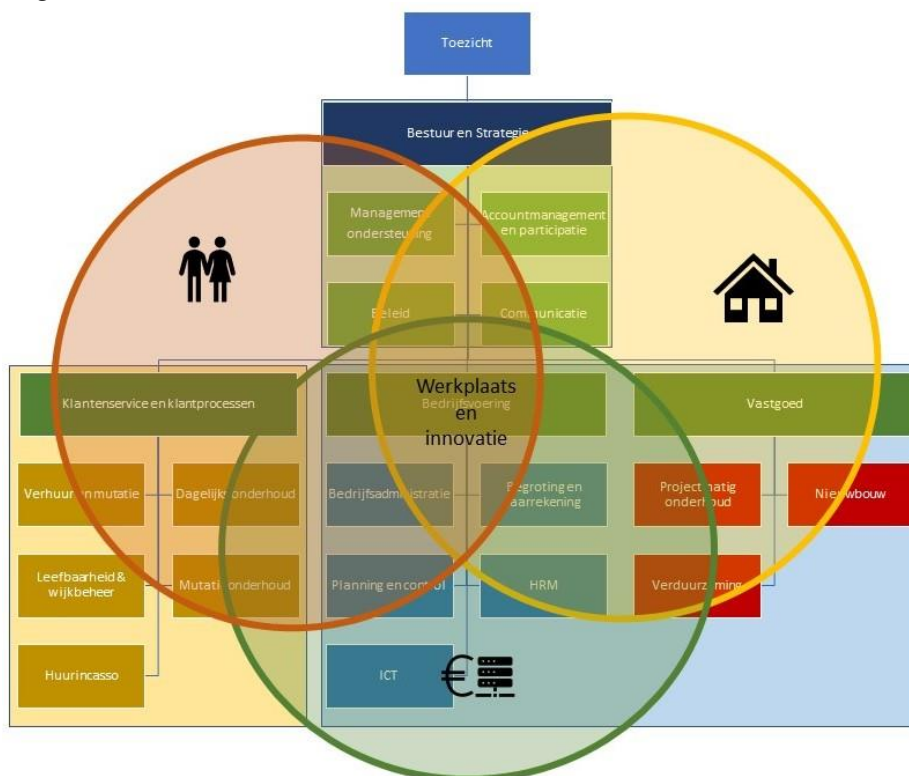 Toezicht
Bestuur en Strategie
Management
ondersteuning
Accountmanagement
en participatie
Beleid
Communicatie
Klantenservice en klantprocessen
Bedrijfsvoering
Vastgoed
Werkplaats
en
innovatie
Verhuur en mutatie
Dagelijks onderhoud
Bedrijfsadministratie
Begroting en
jaarrekening
Projectmatig
onderhoud
Nieuwbouw
Leefbaarheid &
wijkbeheer
Mutatieonderhoud
Planning en control
HRM
Verduurzaming
Huurincasso
ICT
€